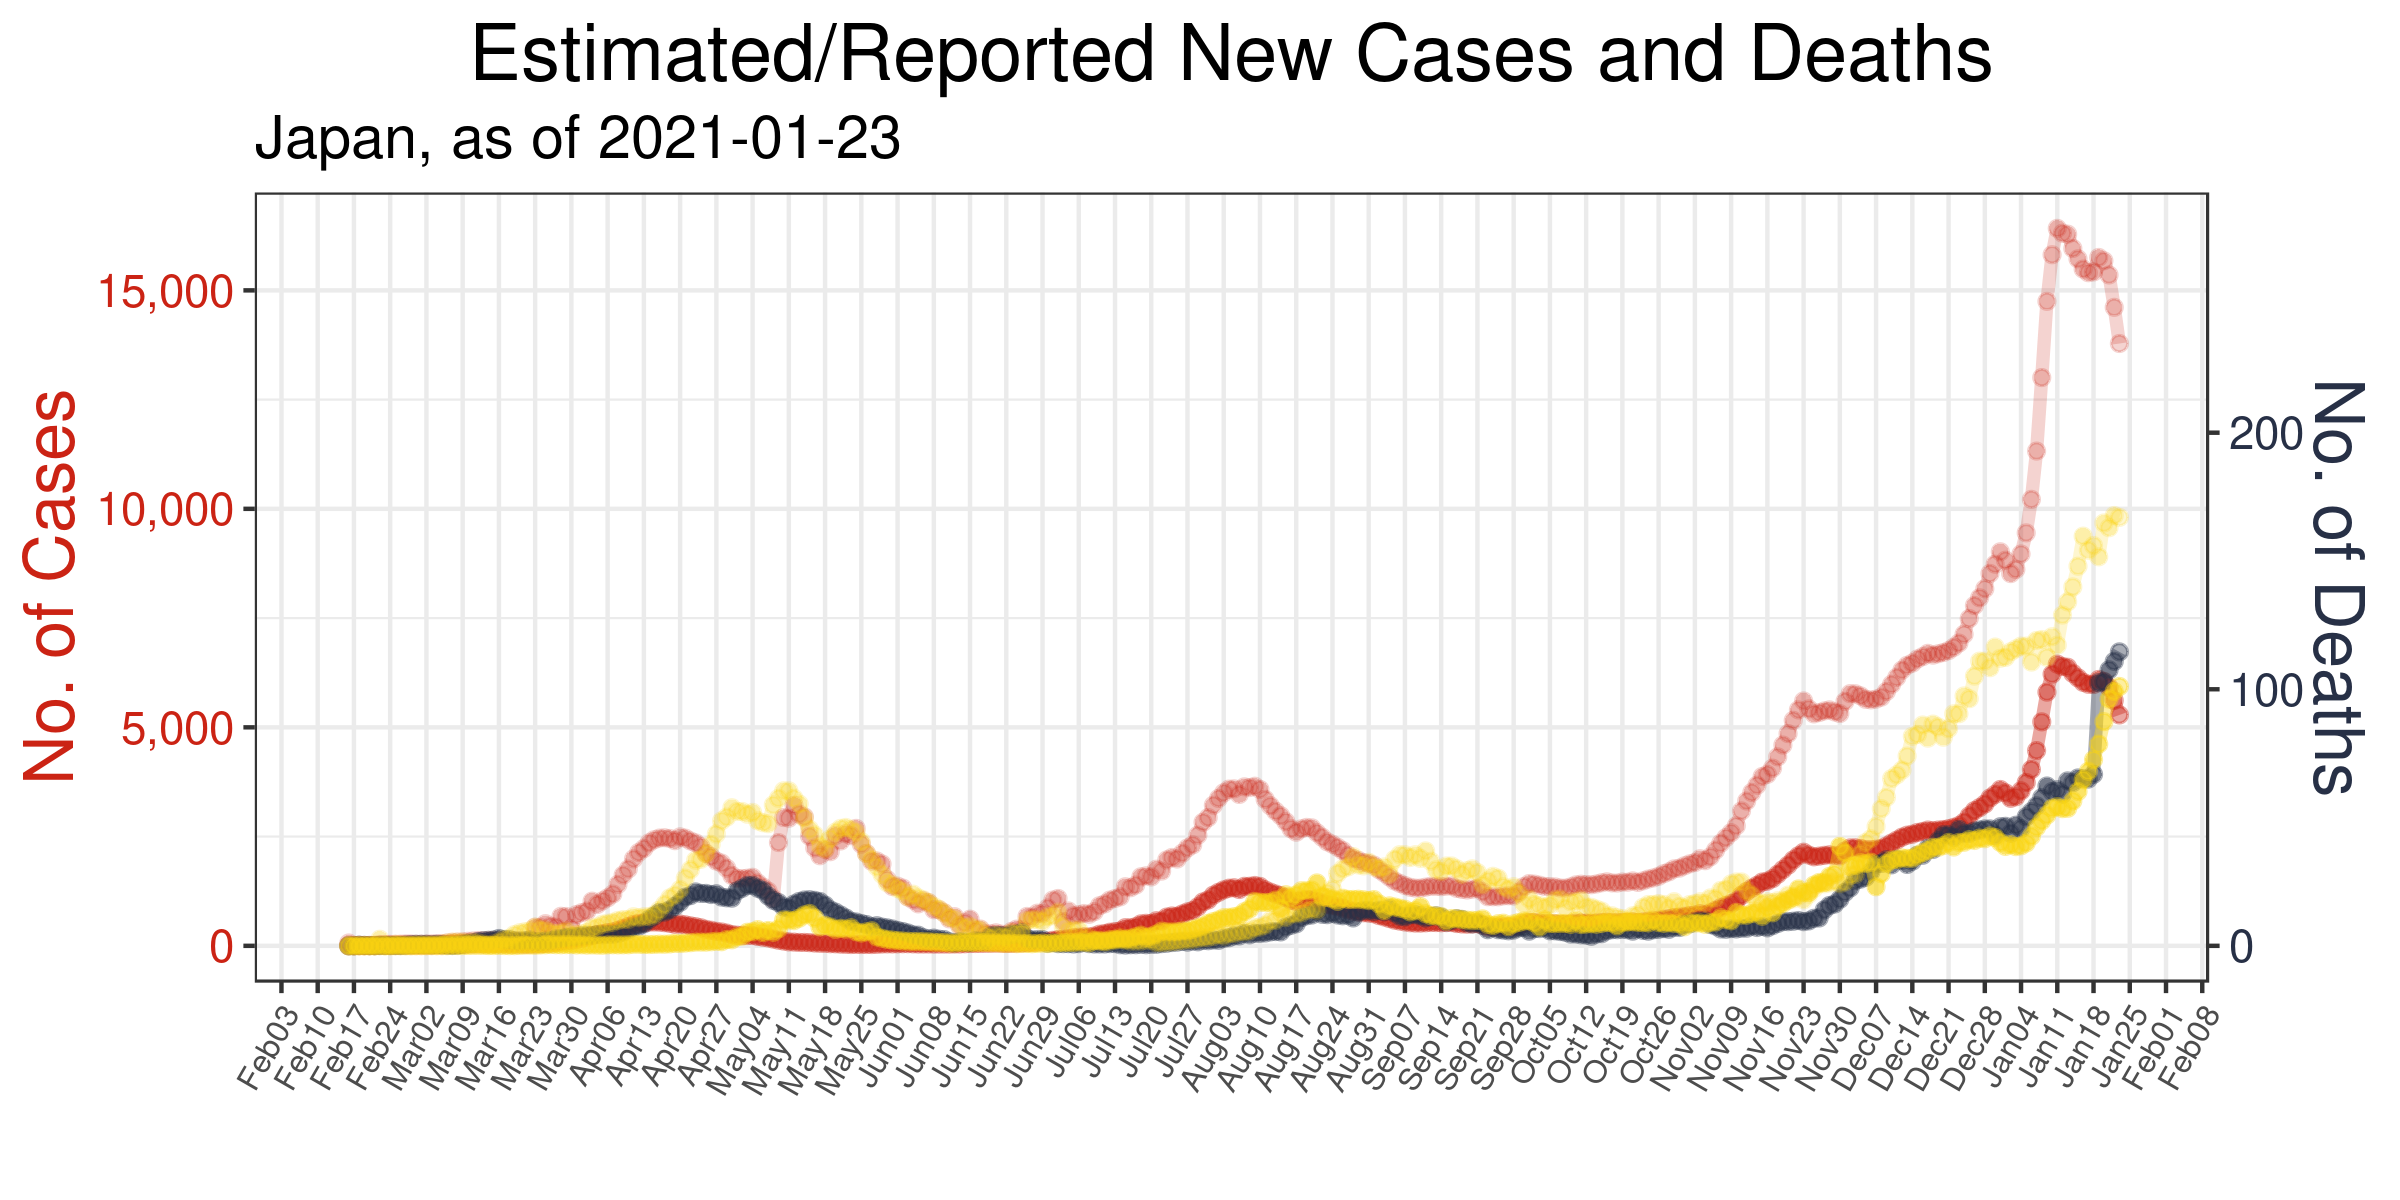 Estimated/Reported New Cases and Deaths
Japan, as of 2021-01-23
No. of Cases
15,000
10,000
5,000
0
200
100
0
No. of Deaths
Feb03
Feb10
Feb17
Feb24
Mar02
Mar09
Mar16
Mar23
Mar30
Apr06
Apr13
Apr20
Apr27
May04
May11
May18
May25
Jun01
Jun08
Jun15
Jun22
Jun29
Jul06
Jul13
Jul20
Jul27
Aug03
Aug10
Aug17
Aug24
Aug31
Sep07
Sep14
Sep21
Sep28
Oct05
Oct12
Oct19
Oct26
Nov02
Nov09
Nov16
Nov23
Nov30
Dec07
Dec14
Dec21
Dec28
Jan04
Jan11
Jan18
Jan25
Feb01
Feb08